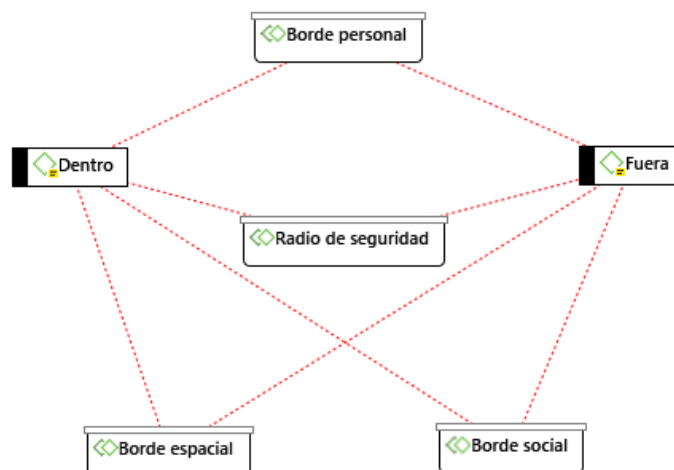 Borde personal
Dentro
Fuera
Radio de seguridad
Borde espacial
Borde social